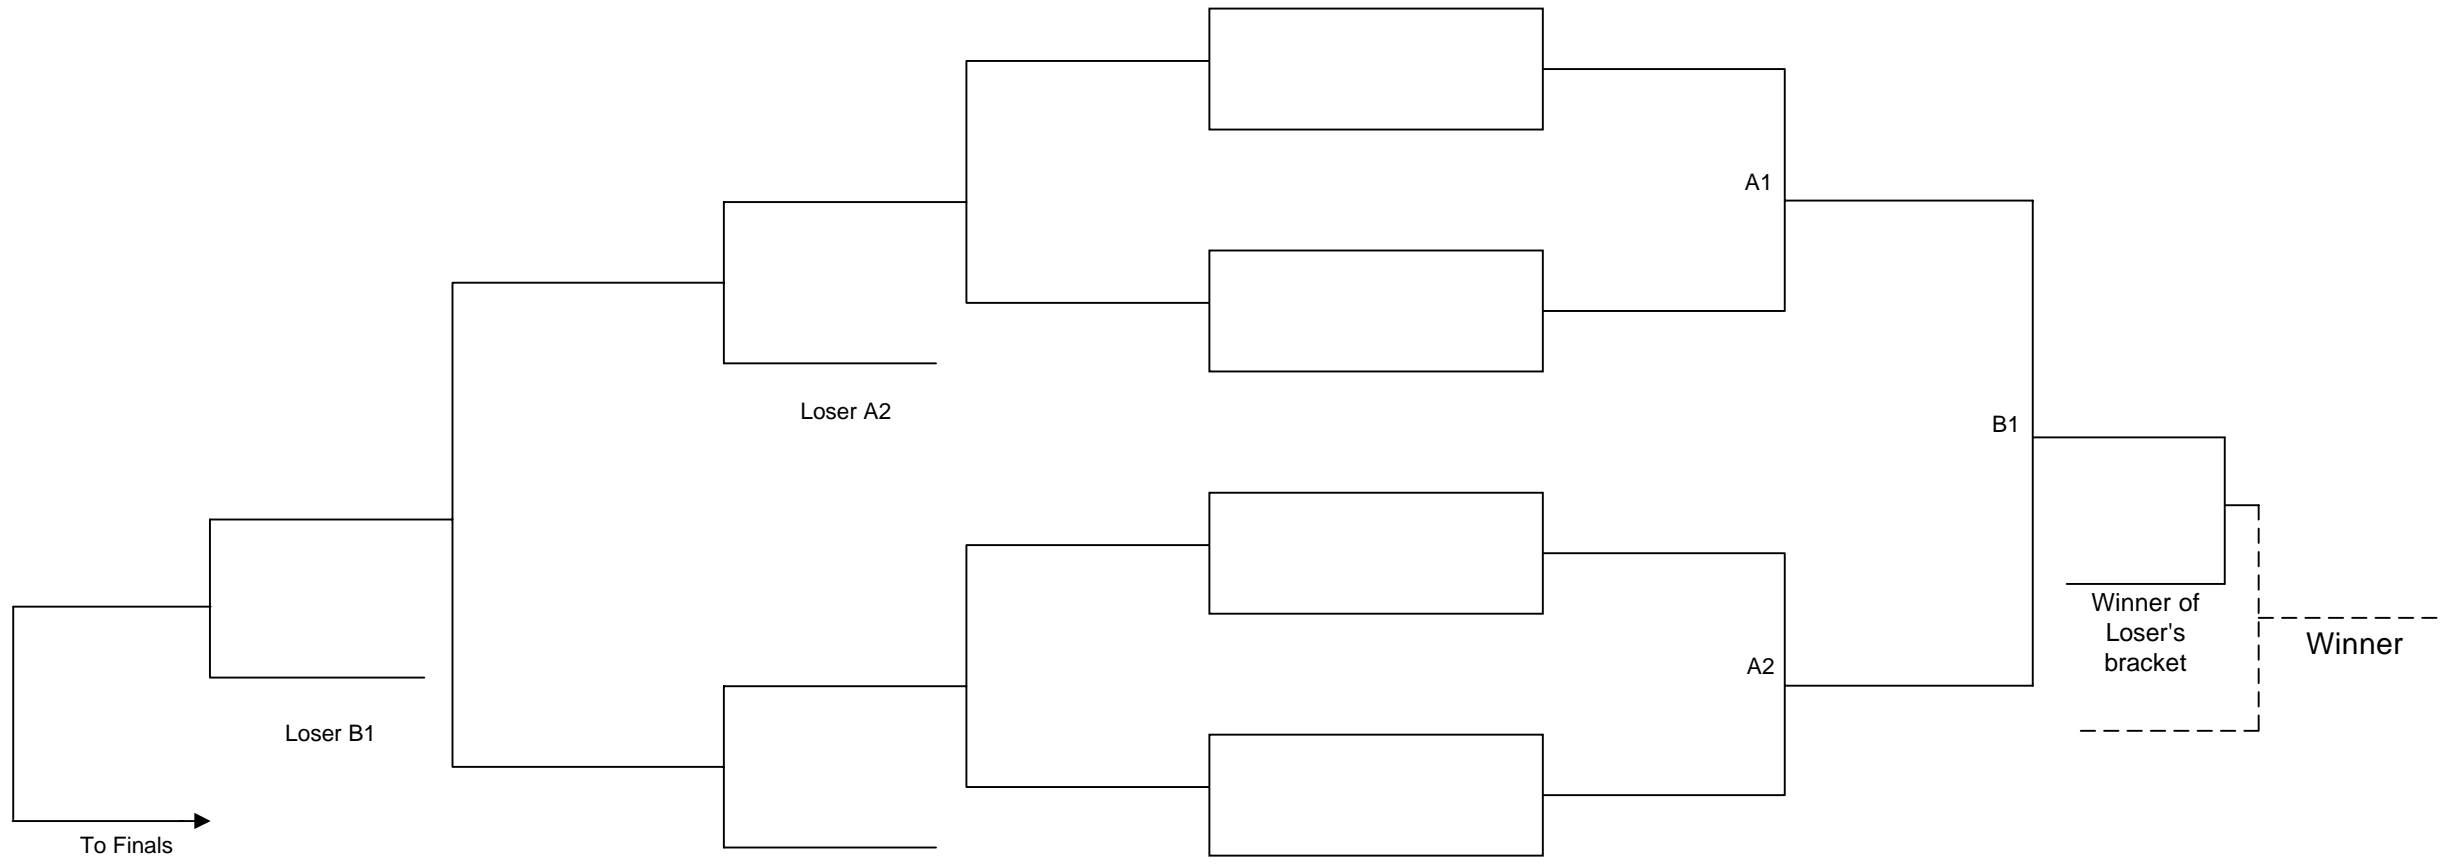 A1
Loser A2
B1
Winner of
Loser's
bracket
Winner
A2
Loser B1
To Finals